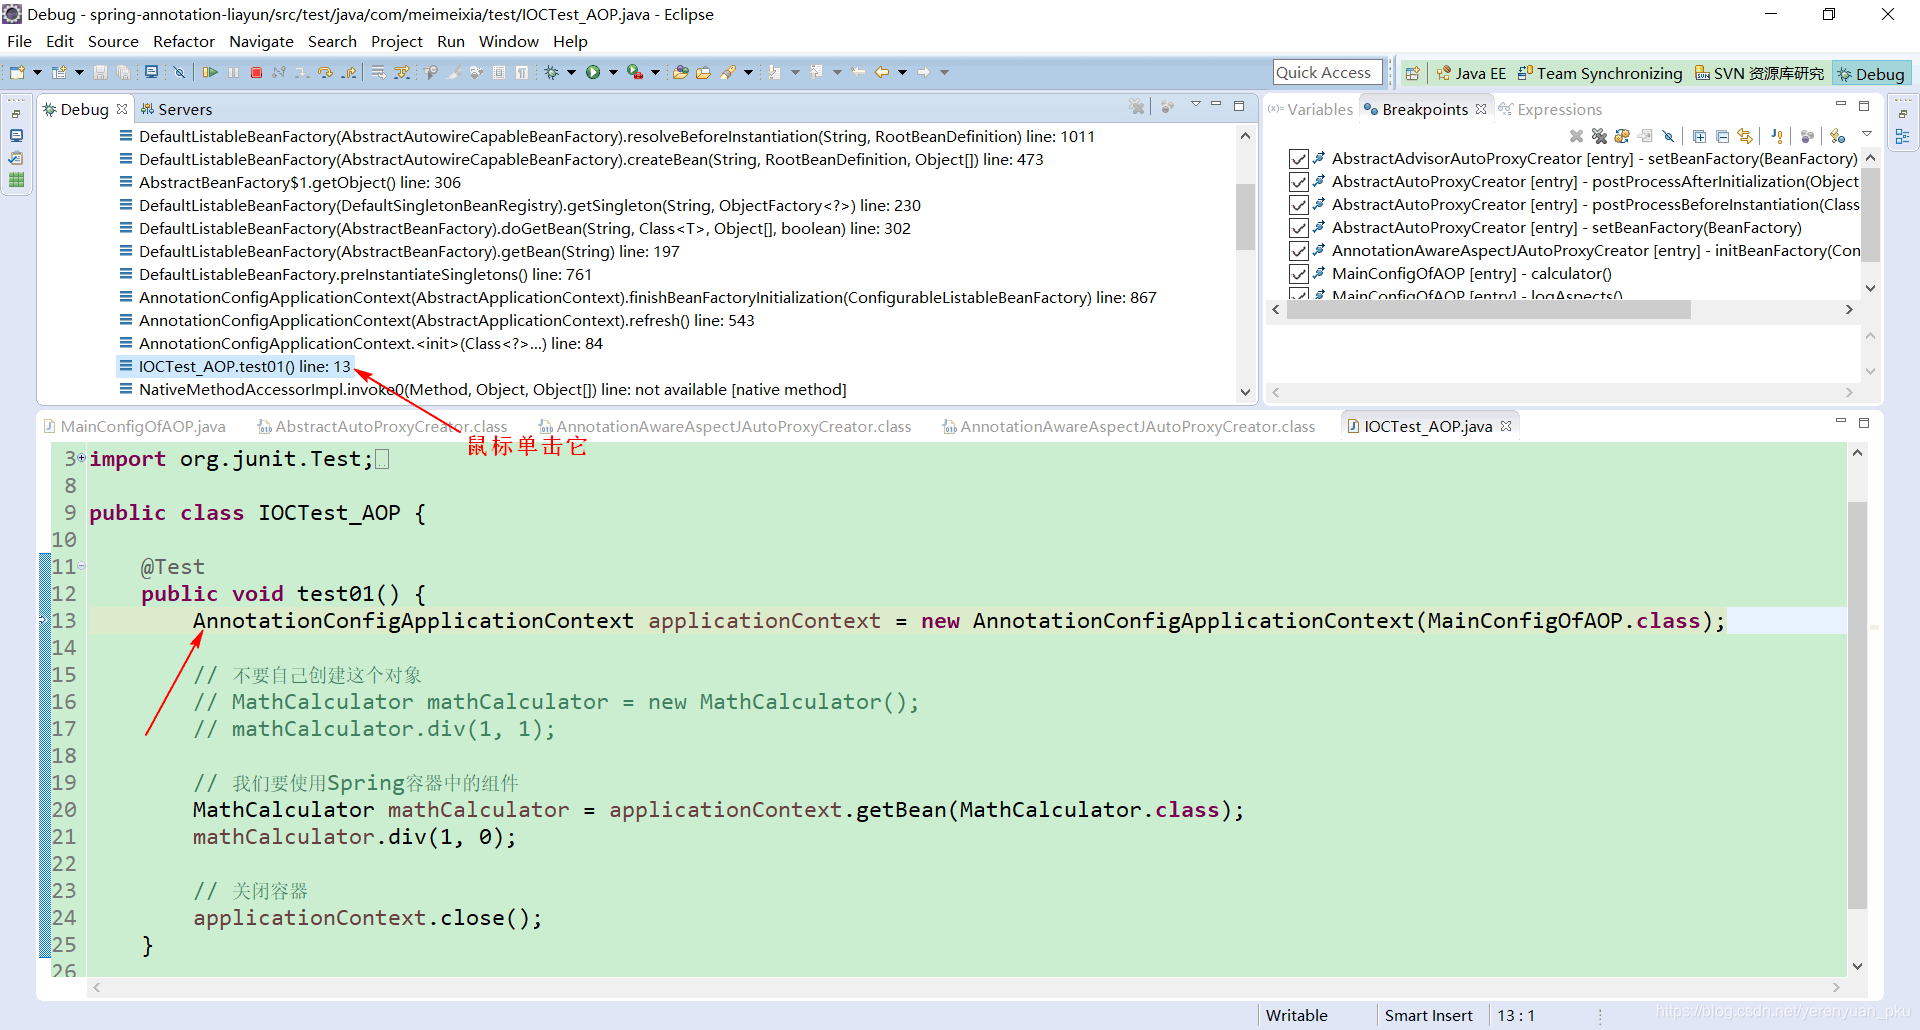 Debug - spring-annotation-liayun/src/test/java/com/meimeixia/test/IOCTest_AOP.java - Eclipse
File Edit Source Refactor Navigate Search Project Run Window Help
Quick Access Java EE Team Synchronizing SVN 资源库研究 Debug
Debug Servers
DefaultListableBeanFactory(AbstractAutowireCapableBeanFactory).resolveBeforeInstantiation(String, RootBeanDefinition) line: 1011
DefaultListableBeanFactory(AbstractAutowireCapableBeanFactory).createBean(String, RootBeanDefinition, Object[]) line: 473
AbstractBeanFactory$1.getObject() line: 306
DefaultListableBeanFactory(DefaultSingletonBeanRegistry).getSingleton(String, ObjectFactory<?>) line: 230
DefaultListableBeanFactory(AbstractBeanFactory).doGetBean(String, Class<T>, Object[], boolean) line: 302
DefaultListableBeanFactory(AbstractBeanFactory).getBean(String) line: 197
DefaultListableBeanFactory.preInstantiateSingletons() line: 761
AnnotationConfigApplicationContext(AbstractApplicationContext).finishBeanFactoryInitialization(ConfigurableListableBeanFactory) line: 867
AnnotationConfigApplicationContext(AbstractApplicationContext).refresh() line: 543
AnnotationConfigApplicationContext.<init>(Class<?>...) line: 84
IOCTest_AOP.test01() line: 13
NativeMethodAccessorImpl.invoke0(Method, Object, Object[]) line: not available [native method]
(x)= Variables Breakpoints Expressions
AbstractAdvisorAutoProxyCreator [entry] - setBeanFactory(BeanFactory)
AbstractAutoProxyCreator [entry] - postProcessAfterInitialization(Object
AbstractAutoProxyCreator [entry] - postProcessBeforeInstantiation(Class
AbstractAutoProxyCreator [entry] - setBeanFactory(BeanFactory)
AnnotationAwareAspectJAutoProxyCreator [entry] - initBeanFactory(Con
MainConfigOfAOP [entry] - calculator()
MainConfigOfAOP [entry] - logAspects()
MainConfigOfAOP.java AbstractAutoProxyCreator.class AnnotationAwareAspectJAutoProxyCreator.class AnnotationAwareAspectJAutoProxyCreator.class IOCTest_AOP.java
鼠标单击它
3 import org.junit.Test;
8
9 public class IOCTest_AOP {
10
11 @Test
12 public void test01() {
13 AnnotationConfigApplicationContext applicationContext = new AnnotationConfigApplicationContext(MainConfigOfAOP.class);
14
15 // 不要自己创建这个对象
16 // MathCalculator mathCalculator = new MathCalculator();
17 // mathCalculator.div(1, 1);
18
19 // 我们要使用Spring容器中的组件
20 MathCalculator mathCalculator = applicationContext.getBean(MathCalculator.class);
21 mathCalculator.div(1, 0);
22
23 // 关闭容器
24 applicationContext.close();
25 }
26
Writable Smart Insert 13 : 1
https://blog.csdn.net/yerenyuan_pku